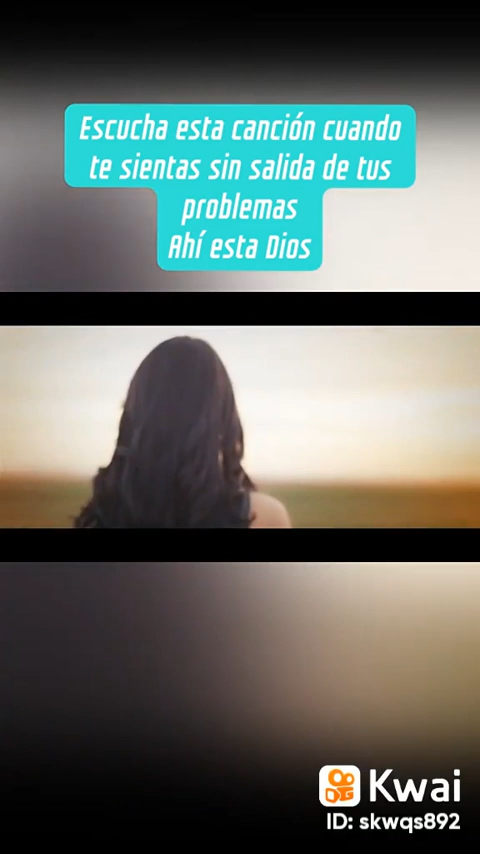 Escucha esta canción cuando
te sientas sin salida de tus
problemas
Ahí esta Dios
Kwai
ID: skwqs892